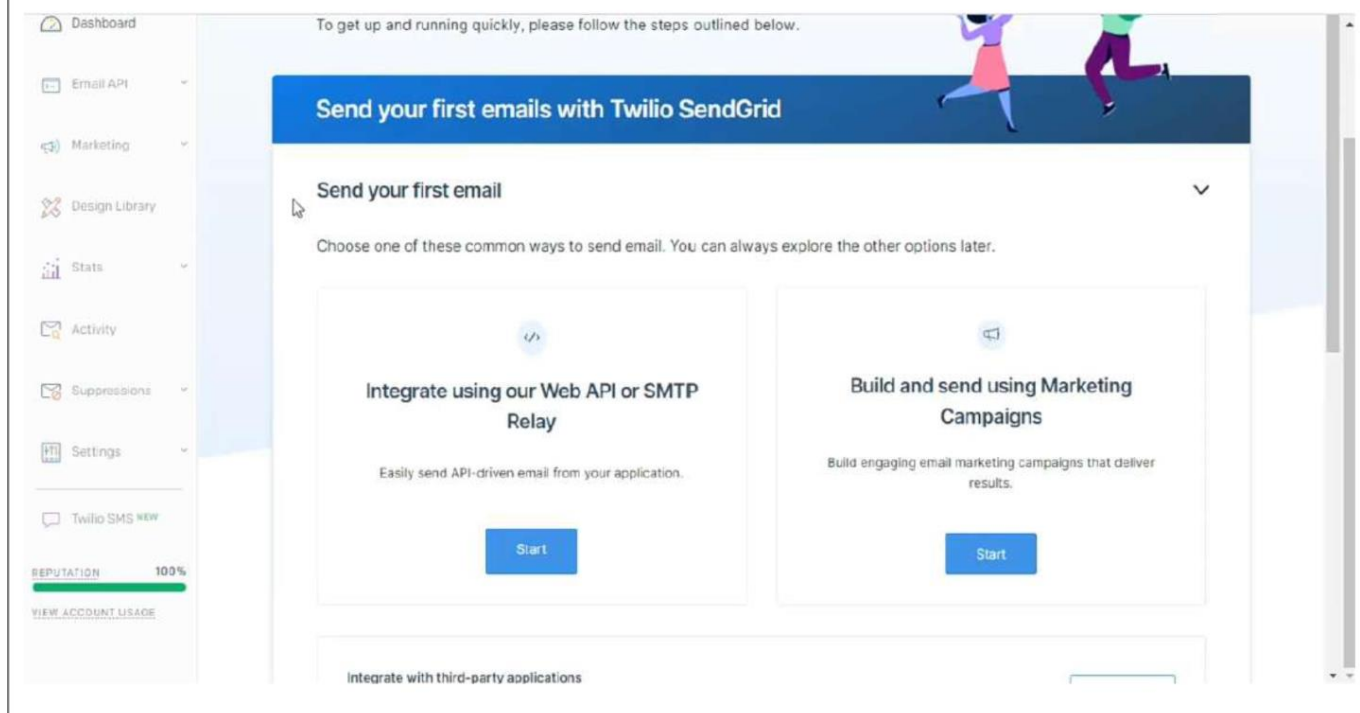 Dashboard
Email API
Marketing
Design Library
Stats
Activity
Suppressions
Settings
Twilio SMS NEW
REPUTATION 100%
VIEW ACCOUNT USAGE
To get up and running quickly, please follow the steps outlined below.
Send your first emails with Twilio SendGrid
Send your first email
Choose one of these common ways to send email. You can always explore the other options later.
</>
Integrate using our Web API or SMTP
Relay
Easily send API-driven email from your application.
Start
Build and send using Marketing
Campaigns
Build engaging email marketing campaigns that deliver
results.
Start
Integrate with third-party applications